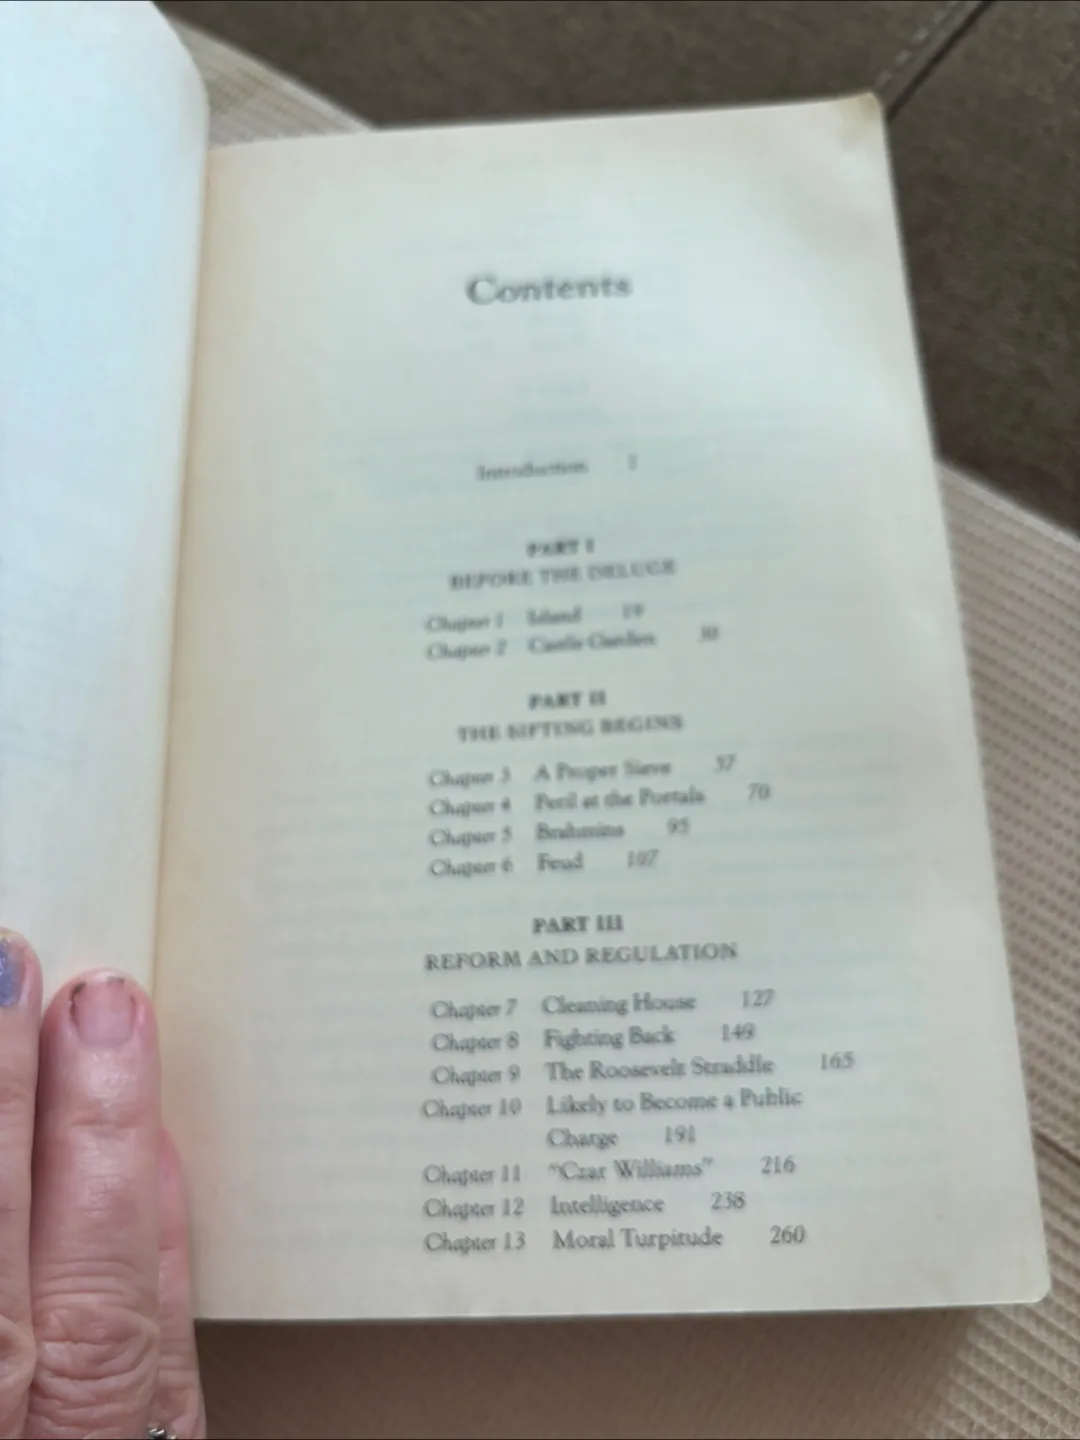 Contents
Introduction 1
PART I
BEFORE THE DELUGE
Chapter 1 Island 19
Chapter 2 Castle Garden 30
PART II
THE SIFTING BEGINS
Chapter 3 A Proper Sieve 57
Chapter 4 Peril at the Portals 70
Chapter 5 Brahmins 95
Chapter 6 Feud 107
PART III
REFORM AND REGULATION
Chapter 7 Cleaning House 127
Chapter 8 Fighting Back 149
Chapter 9 The Roosevelt Straddle 165
Chapter 10 Likely to Become a Public
Charge 191
Chapter 11 "Czar Williams" 216
Chapter 12 Intelligence 238
Chapter 13 Moral Turpitude 260